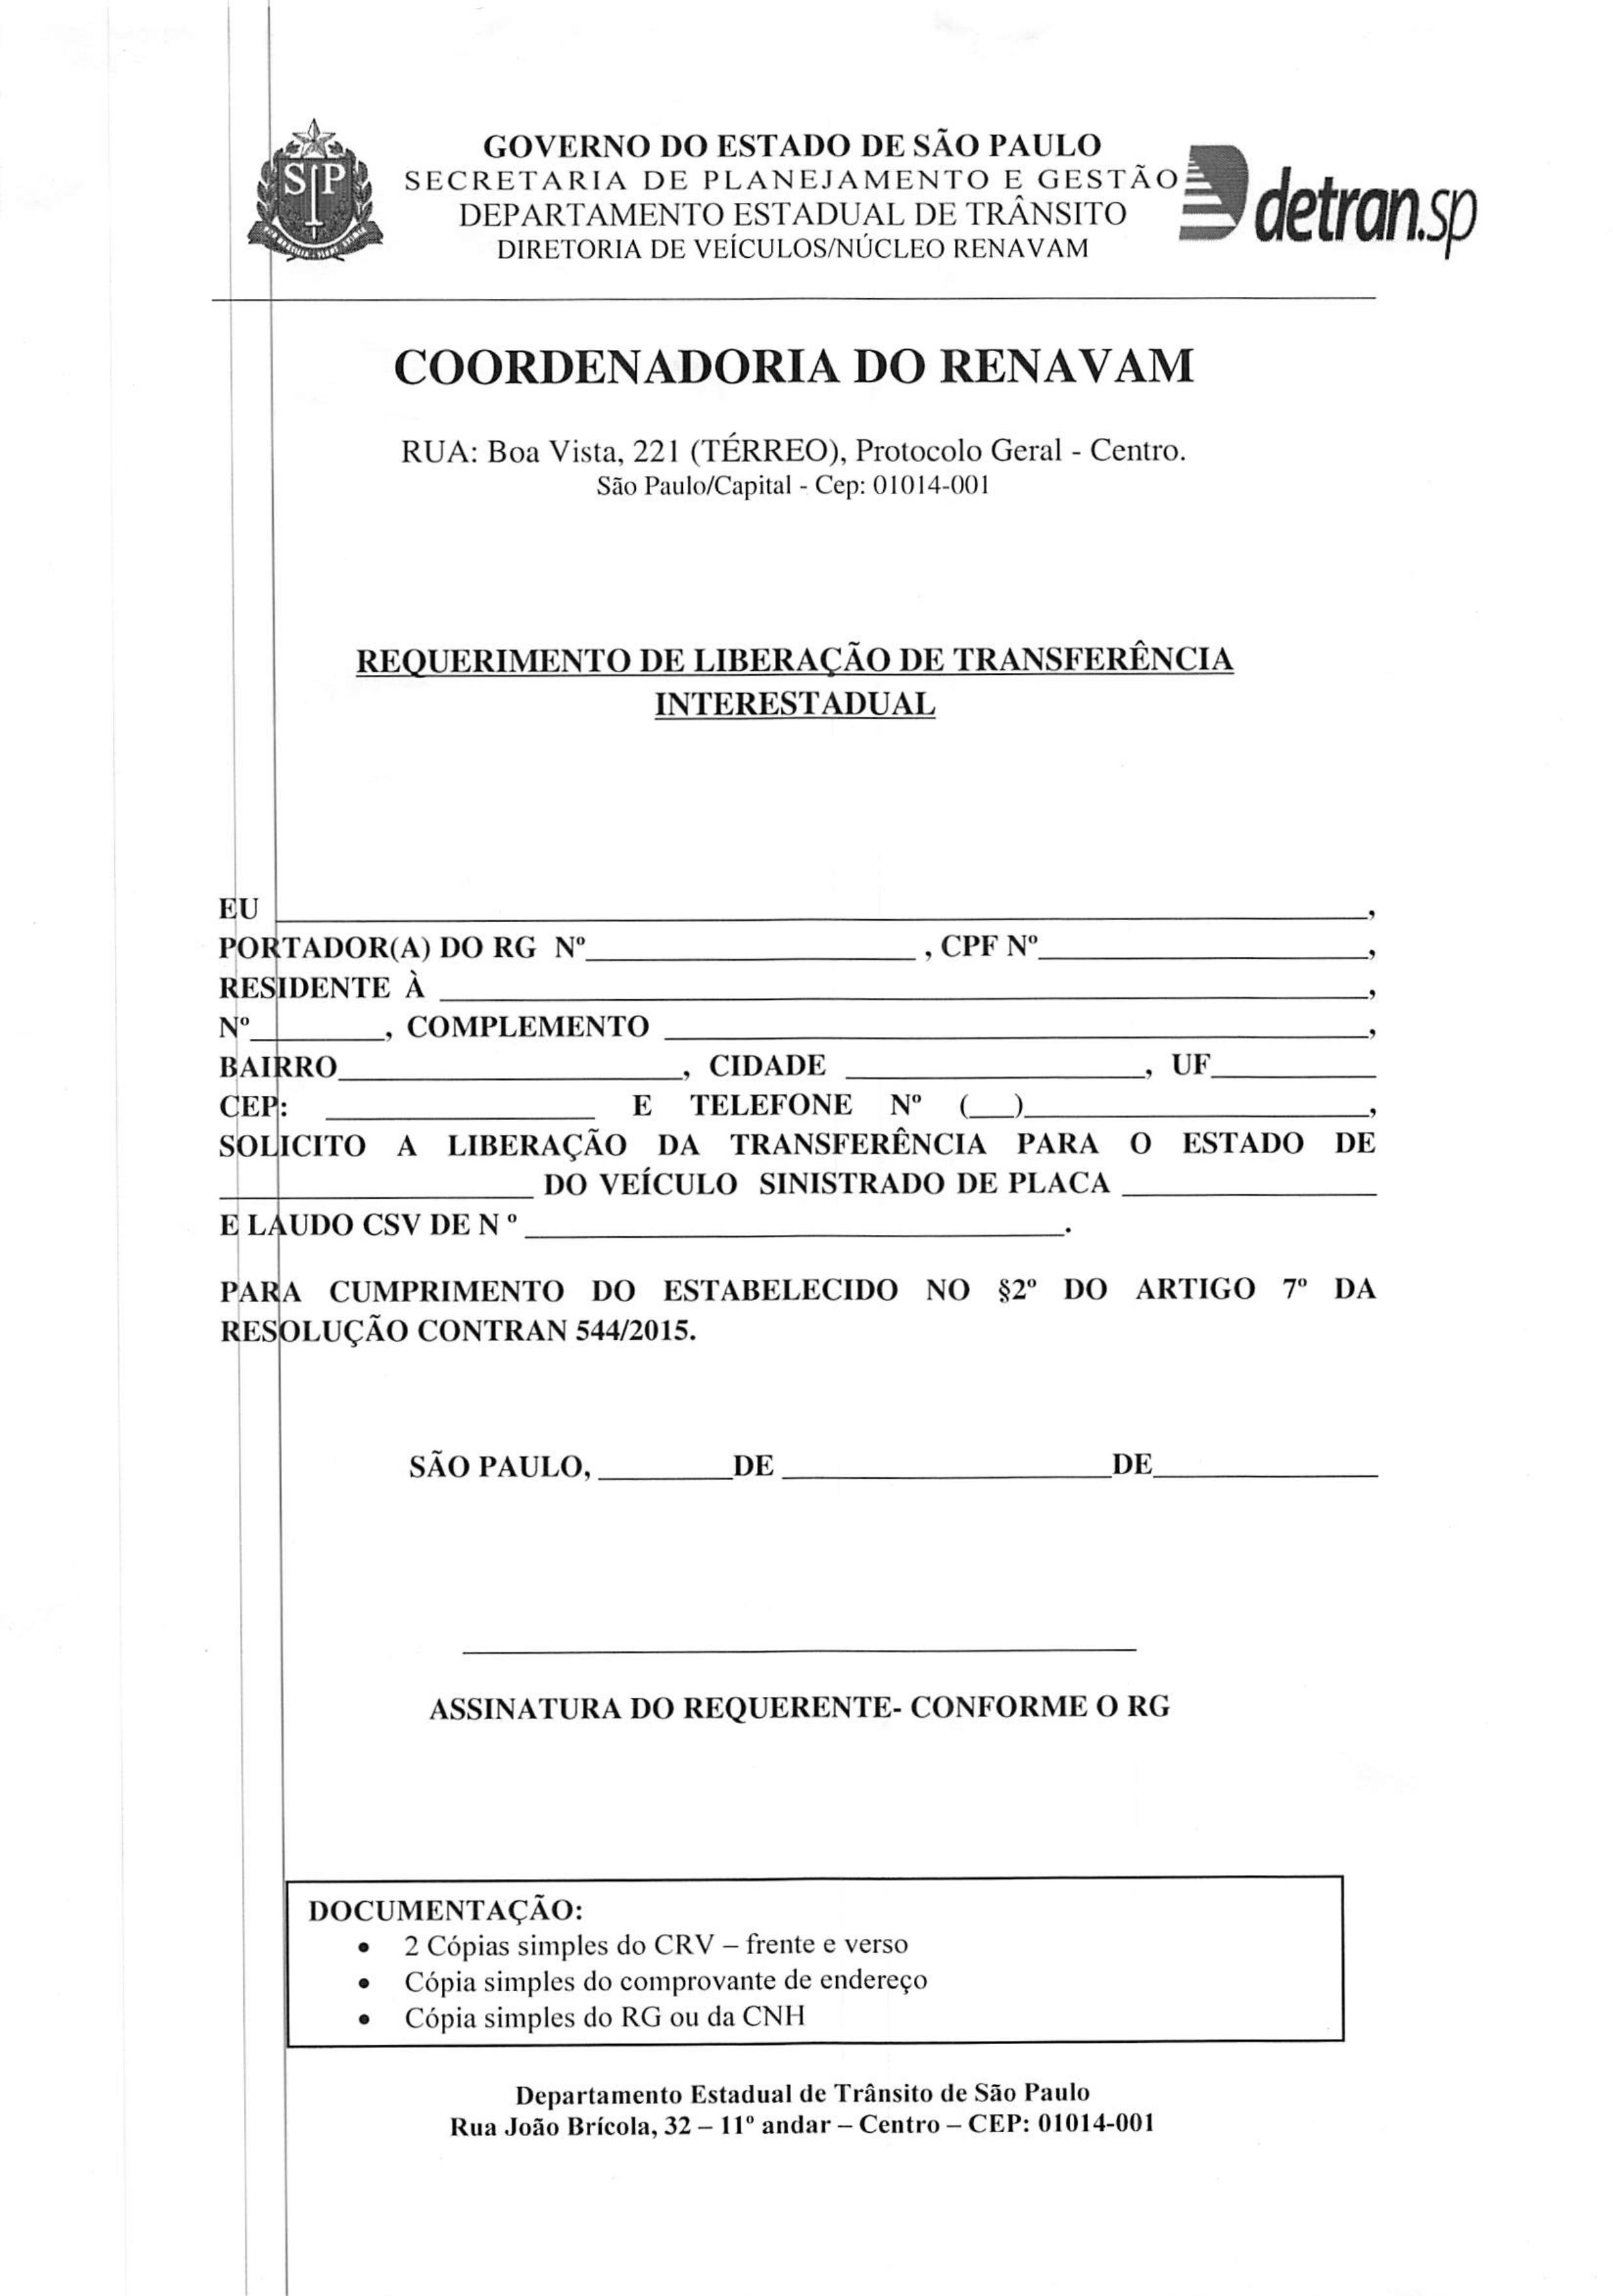 GOVERNO DO ESTADO DE SÃO PAULO
SECRETARIA DE PLANEJAMENTO E GESTÃO
DEPARTAMENTO ESTADUAL DE TRÂNSITO
DIRETORIA DE VEÍCULOS/NÚCLEO RENAVAM
SP
detran.sp
COORDENADORIA DO RENAVAM
RUA: Boa Vista, 221 (TÉRREO), Protocolo Geral - Centro.
São Paulo/Capital - Cep: 01014-001
REQUERIMENTO DE LIBERAÇÃO DE TRANSFERÊNCIA
INTERESTADUAL
EU ____________________,
PORTADOR(A) DO RG Nº____________________ , CPF Nº____________________,
RESIDENTE À ____________________,
Nº________, COMPLEMENTO ____________________,
BAIRRO____________________, CIDADE ____________________, UF__________
CEP: ________________ E TELEFONE Nº (__)____________________,
SOLICITO A LIBERAÇÃO DA TRANSFERÊNCIA PARA O ESTADO DE
____________________ DO VEÍCULO SINISTRADO DE PLACA ________________
E LAUDO CSV DE N º ____________________.
PARA CUMPRIMENTO DO ESTABELECIDO NO §2º DO ARTIGO 7º DA
RESOLUÇÃO CONTRAN 544/2015.
SÃO PAULO, ________DE ____________________DE______________
ASSINATURA DO REQUERENTE- CONFORME O RG
DOCUMENTAÇÃO:
• 2 Cópias simples do CRV – frente e verso
• Cópia simples do comprovante de endereço
• Cópia simples do RG ou da CNH
Departamento Estadual de Trânsito de São Paulo
Rua João Brícola, 32 – 11º andar – Centro – CEP: 01014-001